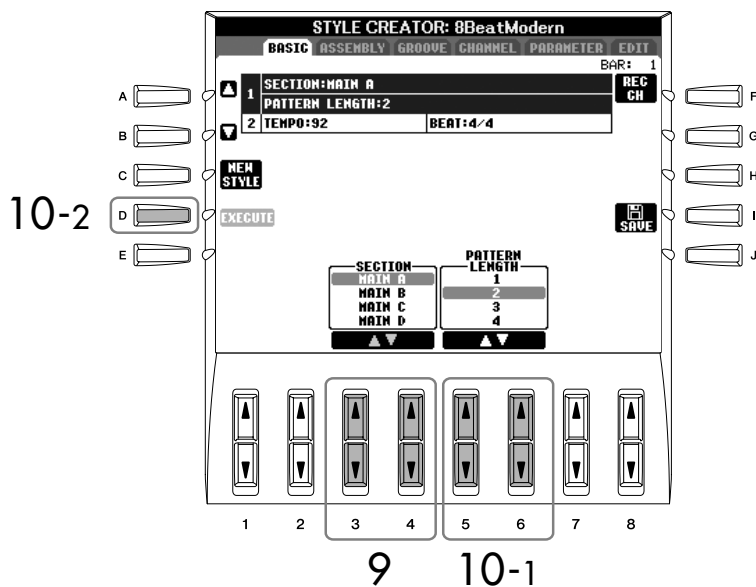 STYLE CREATOR: 8BeatModern
BASIC ASSEMBLY GROOVE CHANNEL PARAMETER EDIT
BAR: 1
1 SECTION:MAIN A
PATTERN LENGTH:2
REC CH
2 TEMPO:92 BEAT:4/4
NEW STYLE
EXECUTE
SAVE
A
B
C
D
E
F
G
H
I
J
10-2
SECTION
MAIN A
MAIN B
MAIN C
MAIN D
PATTERN LENGTH
1
2
3
4
1 2 3 4 5 6 7 8
9 10-1